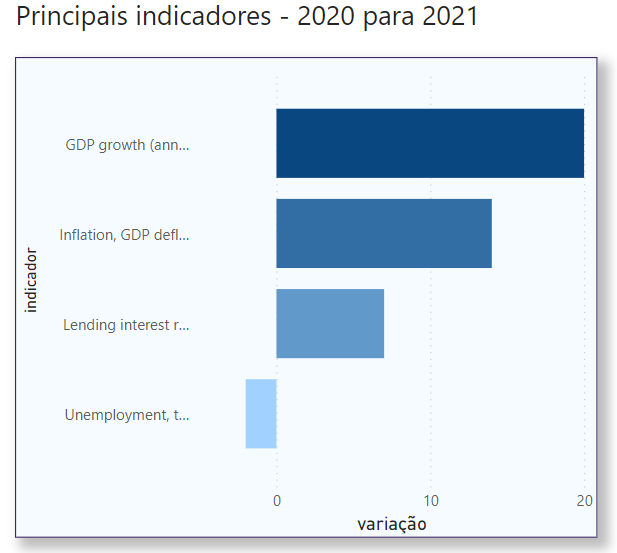 Principais indicadores - 2020 para 2021
GDP growth (ann...
Inflation, GDP defl...
Lending interest r...
Unemployment, t...
indicador
0 10 20
variação